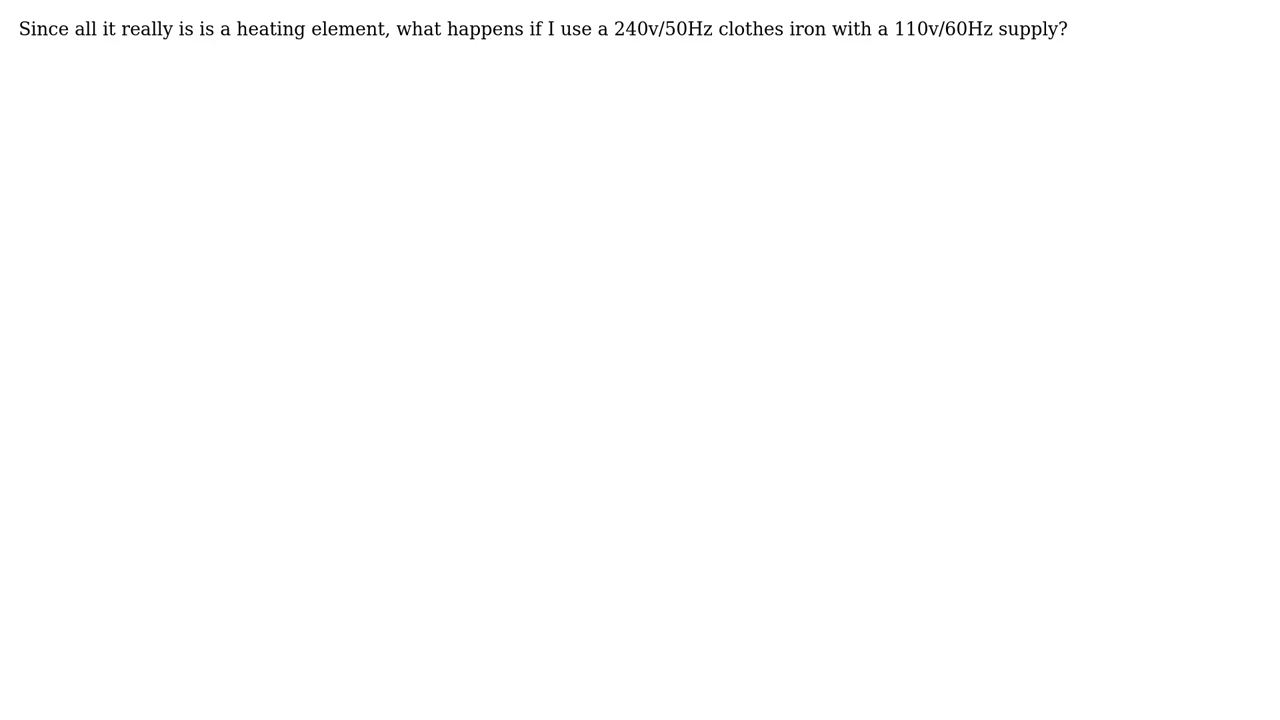 Since all it really is is a heating element, what happens if I use a 240v/50Hz clothes iron with a 110v/60Hz supply?